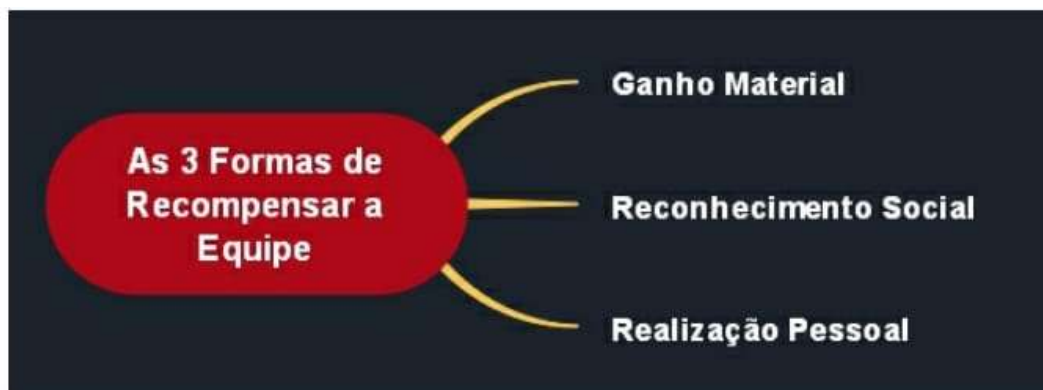 As 3 Formas de
Recompensar a
Equipe
Ganho Material
Reconhecimento Social
Realização Pessoal